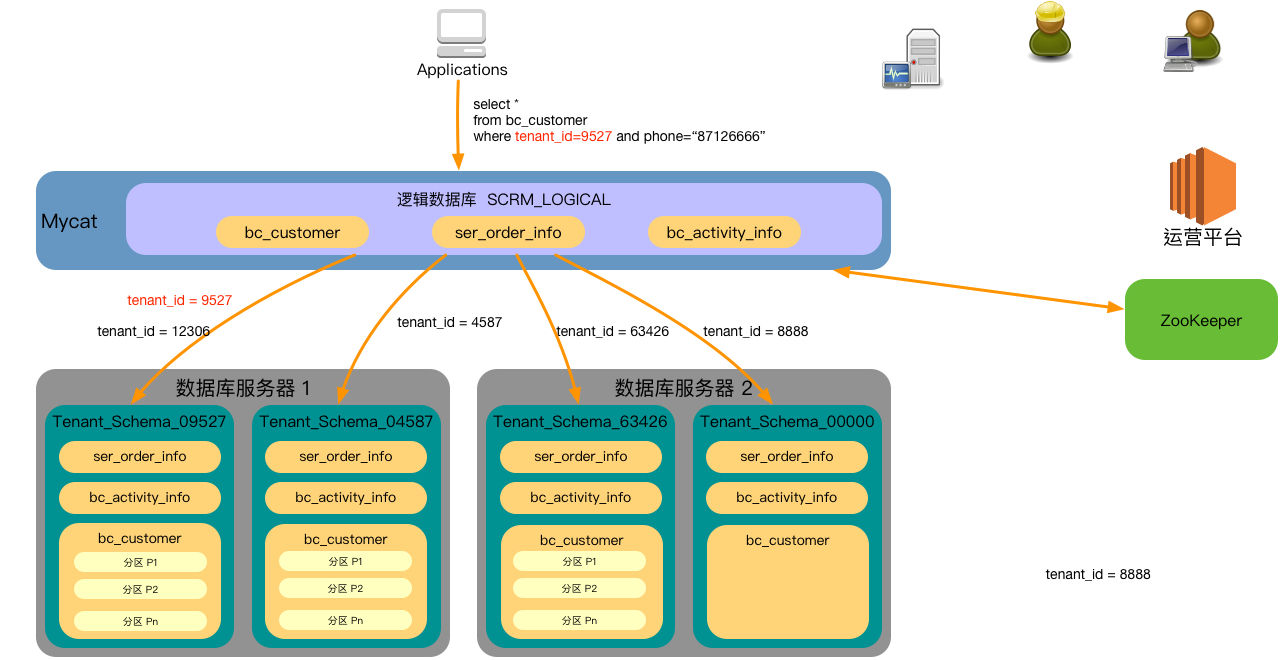 Applications
select *
from bc_customer
where tenant_id=9527 and phone=“87126666”
Mycat
逻辑数据库 SCRM_LOGICAL
bc_customer
ser_order_info
bc_activity_info
运营平台
ZooKeeper
tenant_id = 9527
tenant_id = 12306
tenant_id = 4587
tenant_id = 63426
tenant_id = 8888
数据库服务器 1
Tenant_Schema_09527
ser_order_info
bc_activity_info
bc_customer
分区 P1
分区 P2
分区 Pn
Tenant_Schema_04587
ser_order_info
bc_activity_info
bc_customer
分区 P1
分区 P2
分区 Pn
数据库服务器 2
Tenant_Schema_63426
ser_order_info
bc_activity_info
bc_customer
分区 P1
分区 P2
分区 Pn
Tenant_Schema_00000
ser_order_info
bc_activity_info
bc_customer
tenant_id = 8888